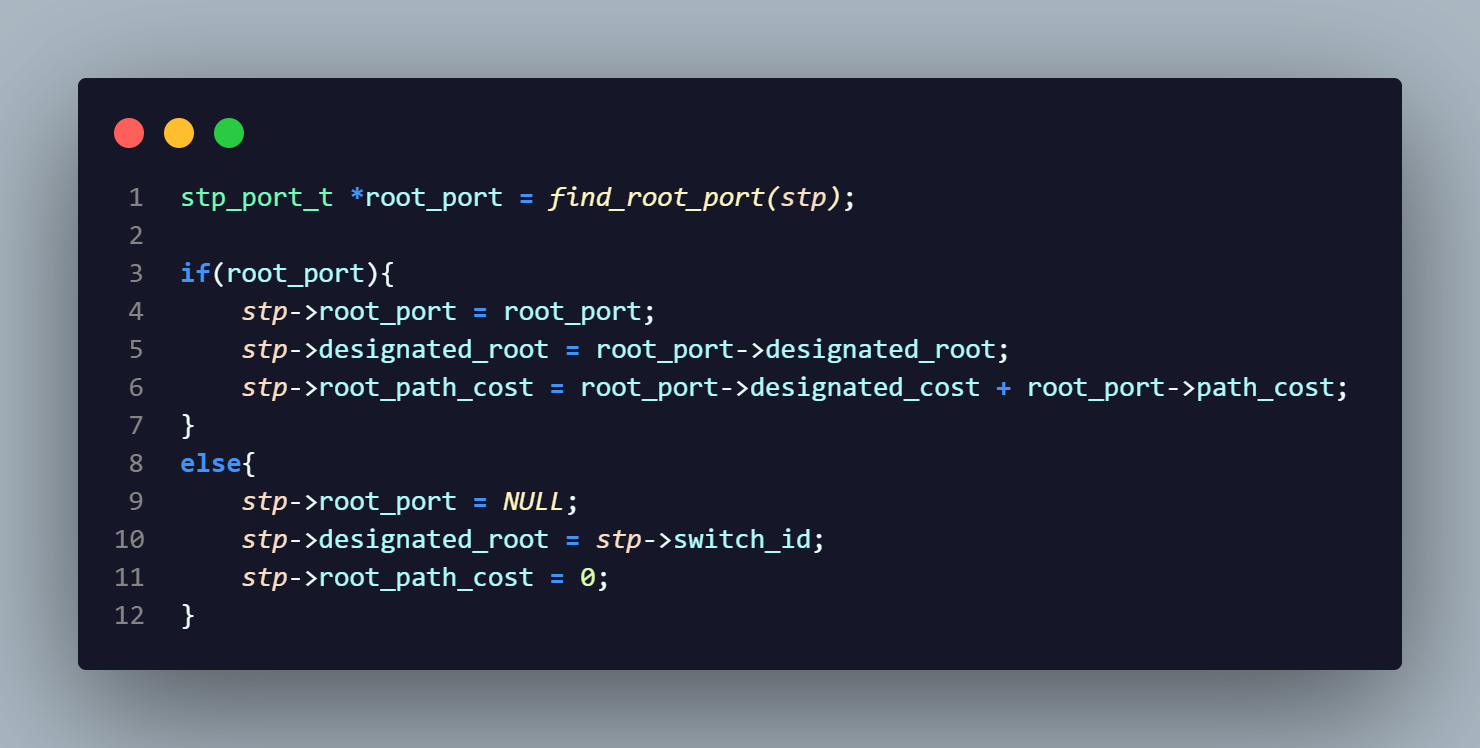 1 stp_port_t *root_port = find_root_port(stp);
2
3 if(root_port){
4     stp->root_port = root_port;
5     stp->designated_root = root_port->designated_root;
6     stp->root_path_cost = root_port->designated_cost + root_port->path_cost;
7 }
8 else{
9     stp->root_port = NULL;
10     stp->designated_root = stp->switch_id;
11     stp->root_path_cost = 0;
12 }